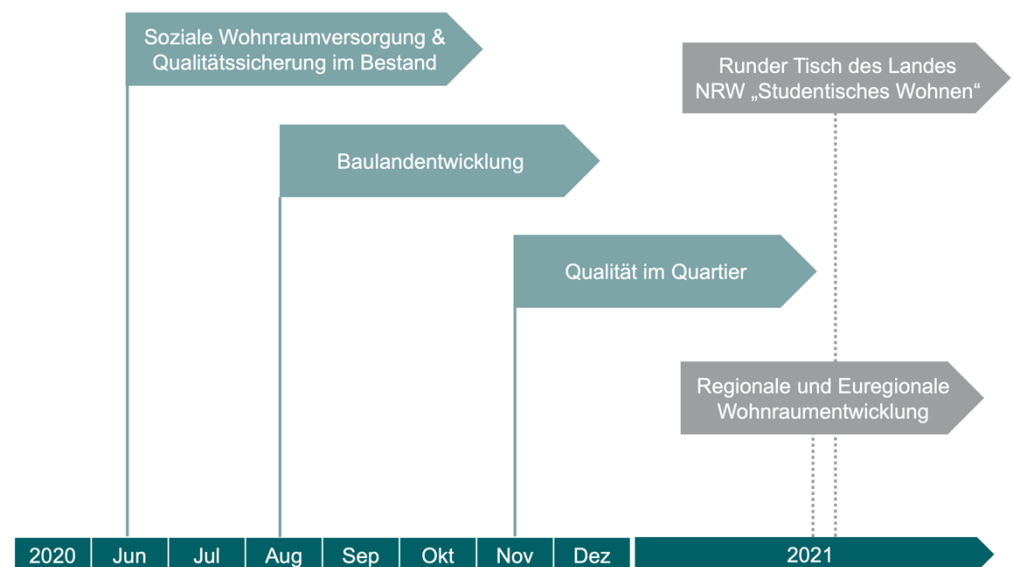 Soziale Wohnraumversorgung &
Qualitätssicherung im Bestand
Runder Tisch des Landes
NRW „Studentisches Wohnen“
Baulandentwicklung
Qualität im Quartier
Regionale und Euregionale
Wohnraumentwicklung
2020 Jun Jul Aug Sep Okt Nov Dez 2021